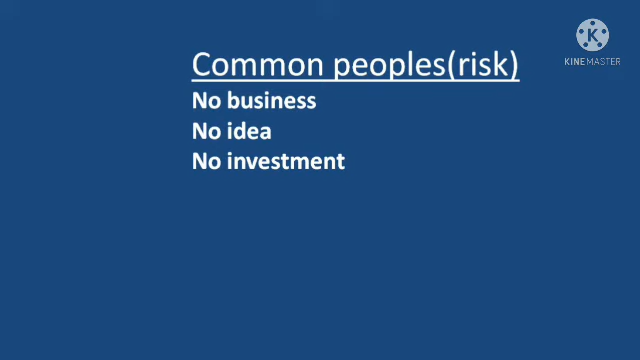 Common peoples(risk)
No business
No idea
No investment
K
KINEMASTER